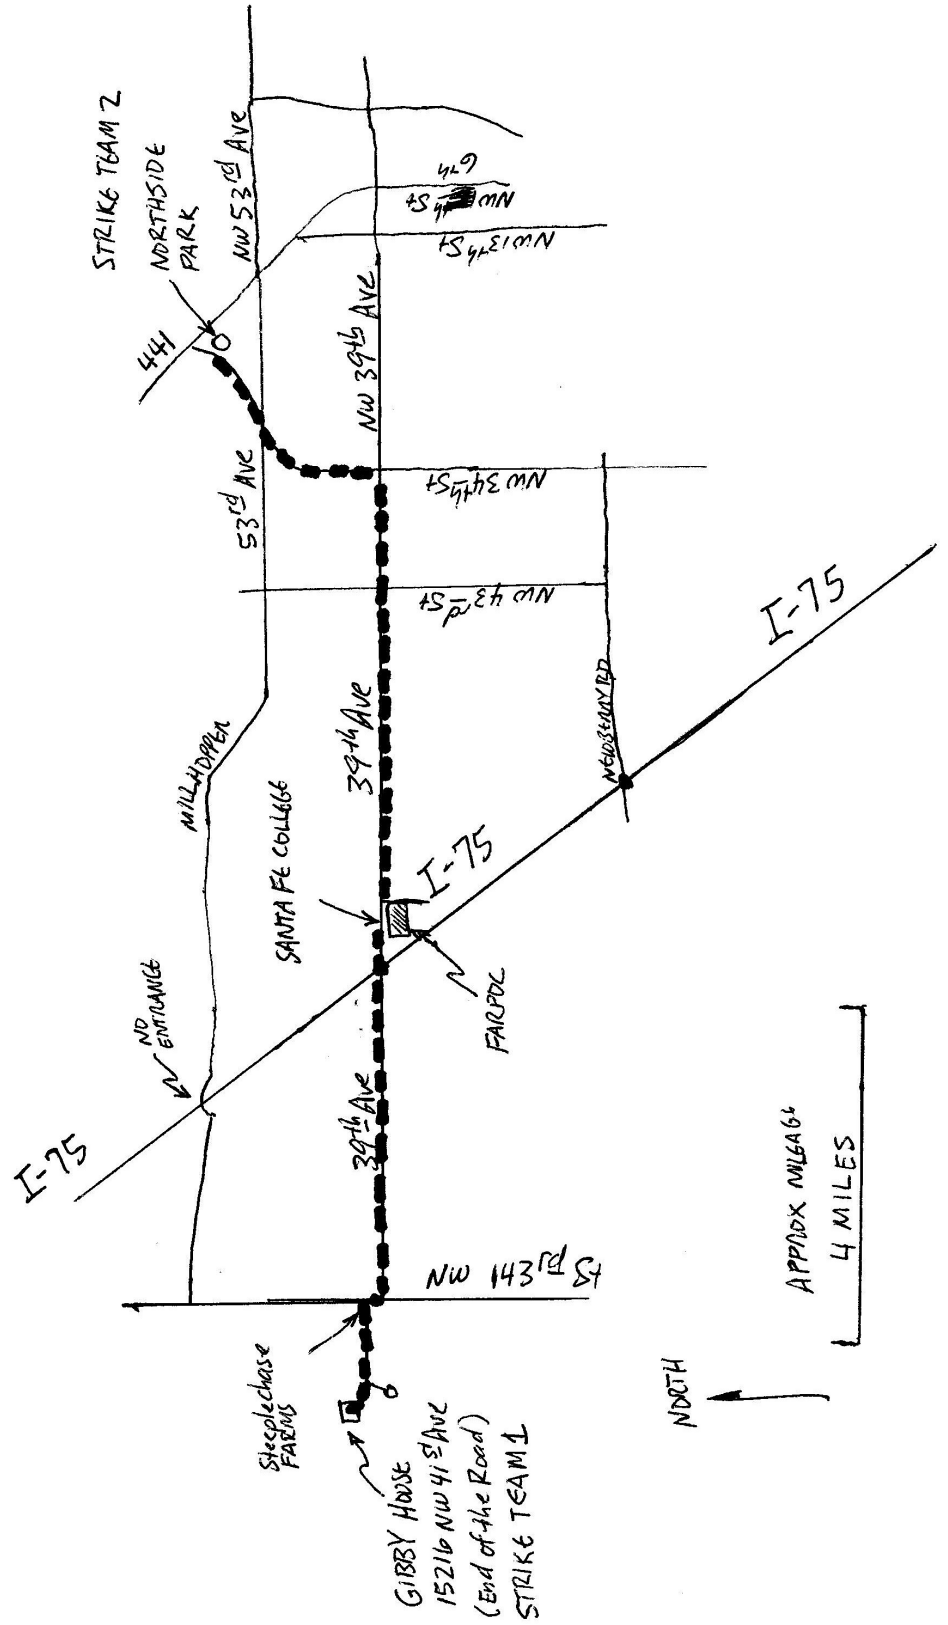 STRIKE TEAM 2
NORTHSIDE
PARK
441
NW 53rd Ave
53rd Ave
NW 39th Ave
NW
6th
St
NW 13th St
NW 34th St
NW 43rd St
NEWBERRY RD
I-75
MILLHOPPER
39th Ave
SANTA FE COLLEGE
I-75
FARPOC
NO
ENTRANCE
I-75
39th Ave
NW 143rd St
Steeplechase
FARMS
GIBBY HOUSE
15216 NW 41st Ave
(End of the Road)
STRIKE TEAM 1
NORTH
APPROX MILEAGE
4 MILES